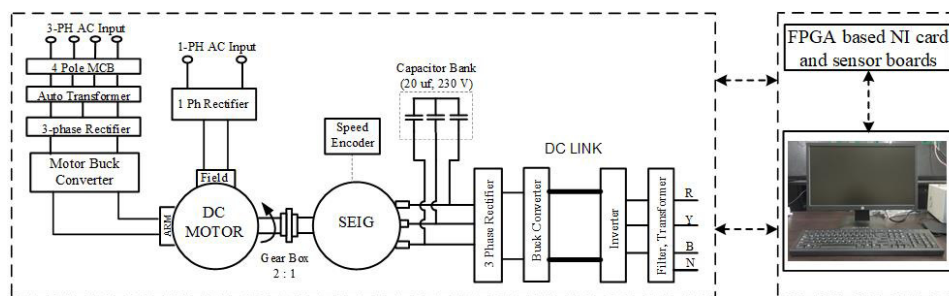 3-PH AC Input
4 Pole MCB
Auto Transformer
3-phase Rectifier
Motor Buck
Converter
1-PH AC Input
1 Ph Rectifier
Field
ARM
DC
MOTOR
Gear Box
2 : 1
Speed
Encoder
SEIG
Capacitor Bank
(20 uf, 230 V)
3 Phase Rectifier
Buck Converter
DC LINK
Inverter
Filter, Transformer
R
Y
B
N
FPGA based NI card
and sensor boards